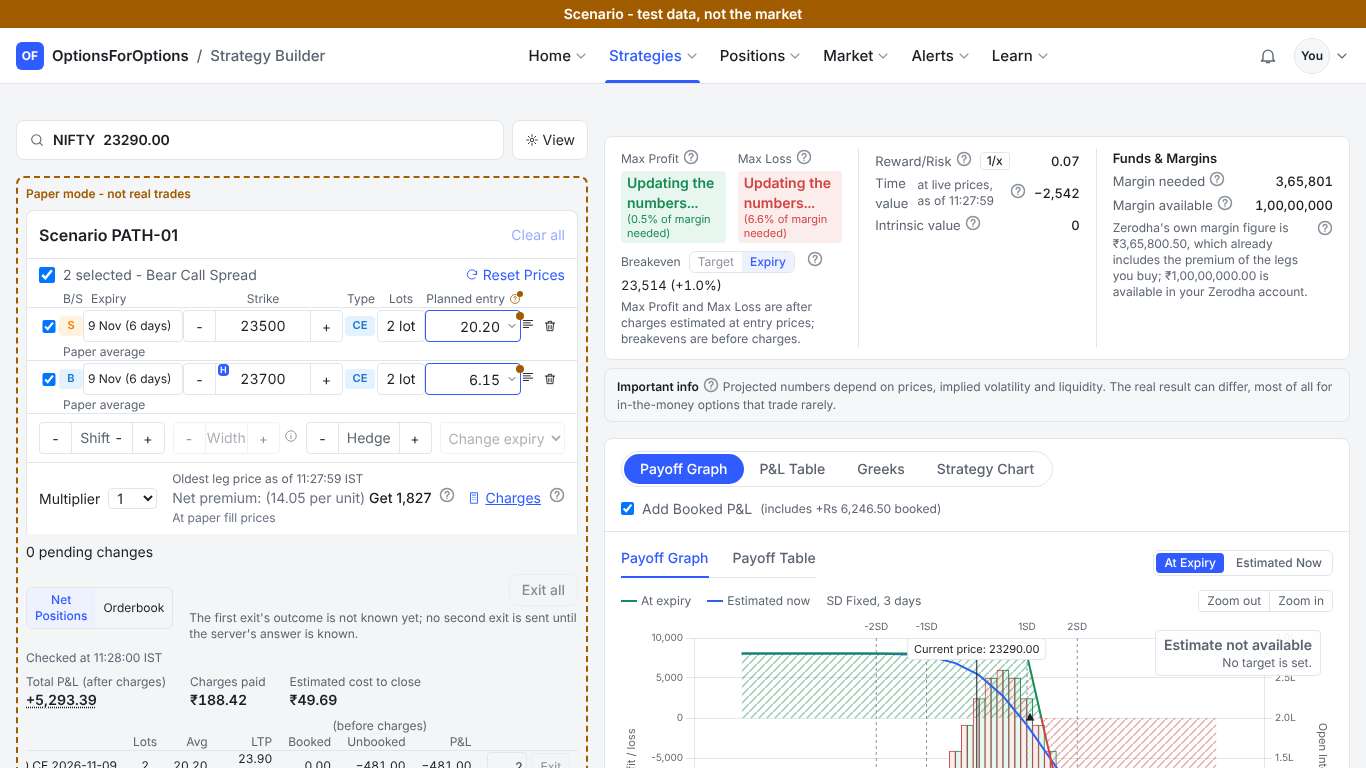 Scenario - test data, not the market
OF OptionsForOptions / Strategy Builder
Home Strategies Positions Market Alerts Learn
You
NIFTY 23290.00
View
Paper mode - not real trades
Scenario PATH-01
Clear all
2 selected - Bear Call Spread
Reset Prices
B/S Expiry Strike Type Lots Planned entry
S 9 Nov (6 days) - 23500 + CE 2 lot 20.20
Paper average
B 9 Nov (6 days) - H 23700 + CE 2 lot 6.15
Paper average
- Shift - + - Width + - Hedge + Change expiry
Multiplier 1
Oldest leg price as of 11:27:59 IST
Net premium: (14.05 per unit) Get 1,827
Charges
At paper fill prices
0 pending changes
Net Positions
Orderbook
Exit all
The first exit's outcome is not known yet; no second exit is sent until
the server's answer is known.
Checked at 11:28:00 IST
Total P&L (after charges) Charges paid Estimated cost to close
+5,293.39 ₹188.42 ₹49.69
(before charges)
Lots Avg LTP Booked Unbooked P&L
CE 2026-11-09 2 20.20 23.90 0.00 −481.00 −481.00 2 Exit
Max Profit
Updating the
numbers...
(0.5% of margin
needed)
Max Loss
Updating the
numbers...
(6.6% of margin
needed)
Breakeven Target Expiry
23,514 (+1.0%)
Max Profit and Max Loss are after
charges estimated at entry prices;
breakevens are before charges.
Reward/Risk 1/x 0.07
Time value at live prices, as of 11:27:59 −2,542
Intrinsic value 0
Funds & Margins
Margin needed 3,65,801
Margin available 1,00,00,000
Zerodha's own margin figure is
₹3,65,800.50, which already
includes the premium of the legs
you buy; ₹1,00,00,000.00 is
available in your Zerodha account.
Important info Projected numbers depend on prices, implied volatility and liquidity. The real result can differ, most of all for
in-the-money options that trade rarely.
Payoff Graph P&L Table Greeks Strategy Chart
Add Booked P&L (includes +Rs 6,246.50 booked)
Payoff Graph Payoff Table
At Expiry Estimated Now
At expiry Estimated now SD Fixed, 3 days
Zoom out Zoom in
-2SD -1SD 1SD 2SD
Current price: 23290.00
Estimate not available
No target is set.
10,000
5,000 2.5L
0 2.0L
−5,000 1.5L